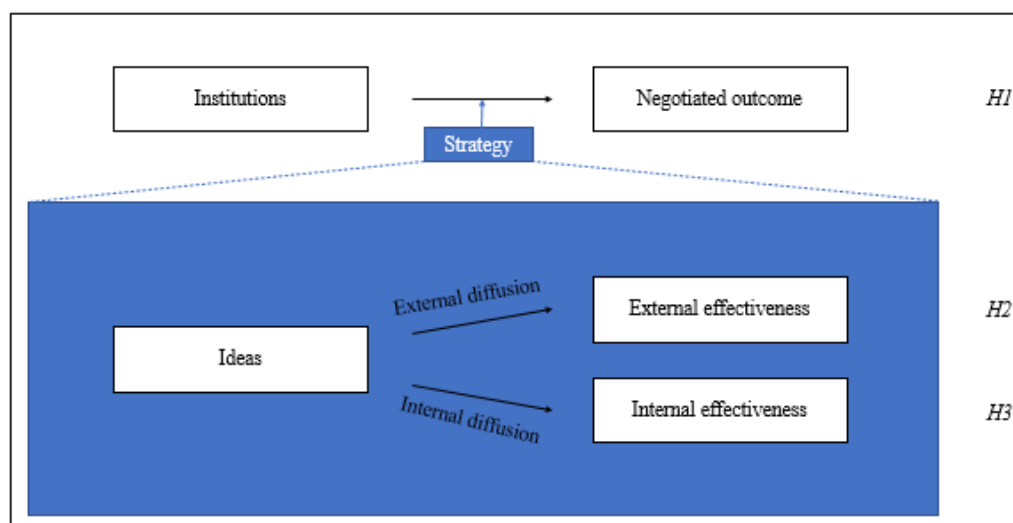 Institutions
Negotiated outcome
H1
Strategy
External diffusion
External effectiveness
H2
Ideas
Internal diffusion
Internal effectiveness
H3